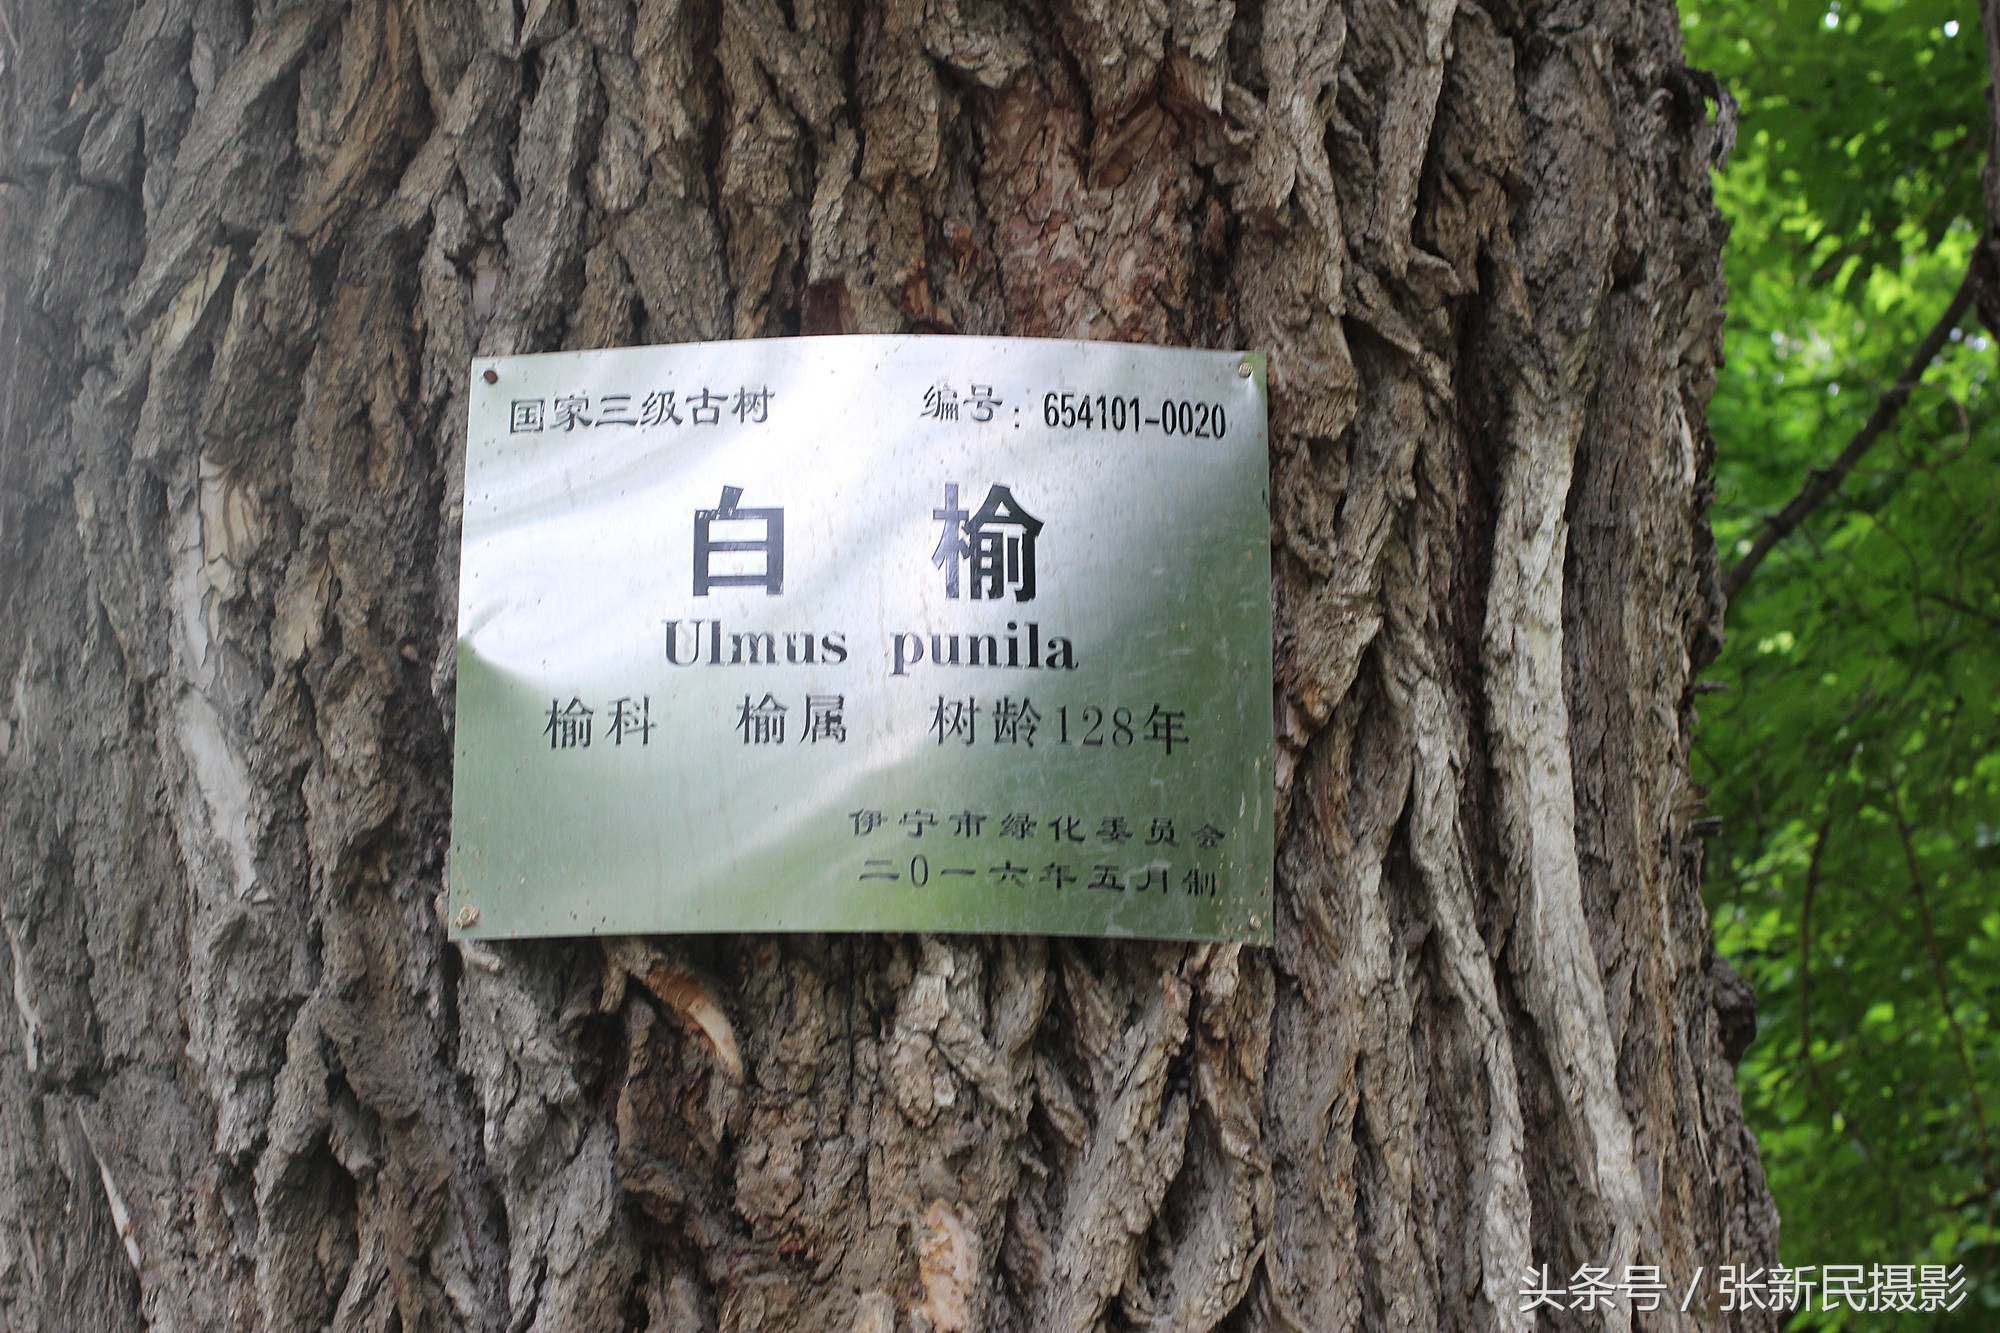 国家三级古树 编号：654101-0020
白 榆
Ulmus punila
榆科 榆属 树龄128年
伊宁市绿化委员会
二0一六年五月制
头条号 / 张新民摄影